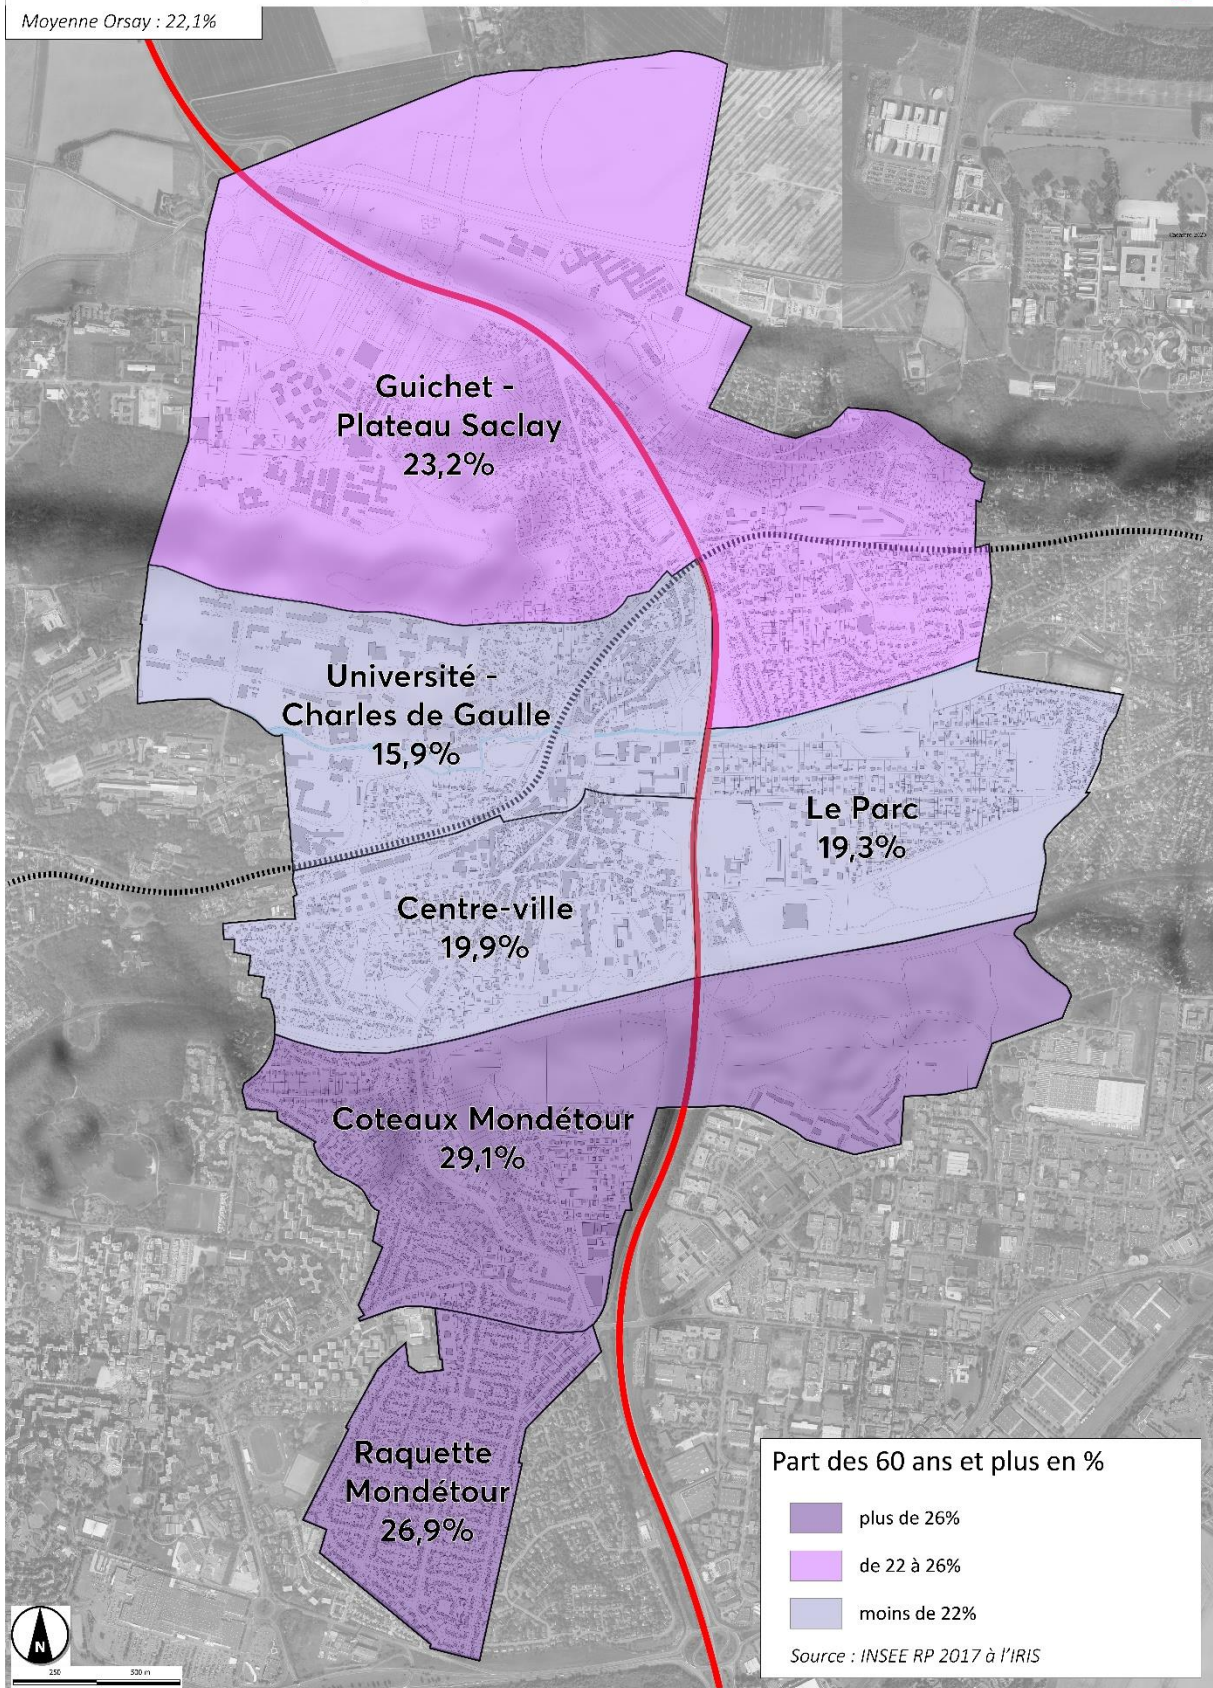 Moyenne Orsay : 22,1%
Guichet -
Plateau Saclay
23,2%
Université -
Charles de Gaulle
15,9%
Le Parc
19,3%
Centre-ville
19,9%
Coteaux Mondétour
29,1%
Raquette
Mondétour
26,9%
Part des 60 ans et plus en %
plus de 26%
de 22 à 26%
moins de 22%
Source : INSEE RP 2017 à l'IRIS
N
250 500 m